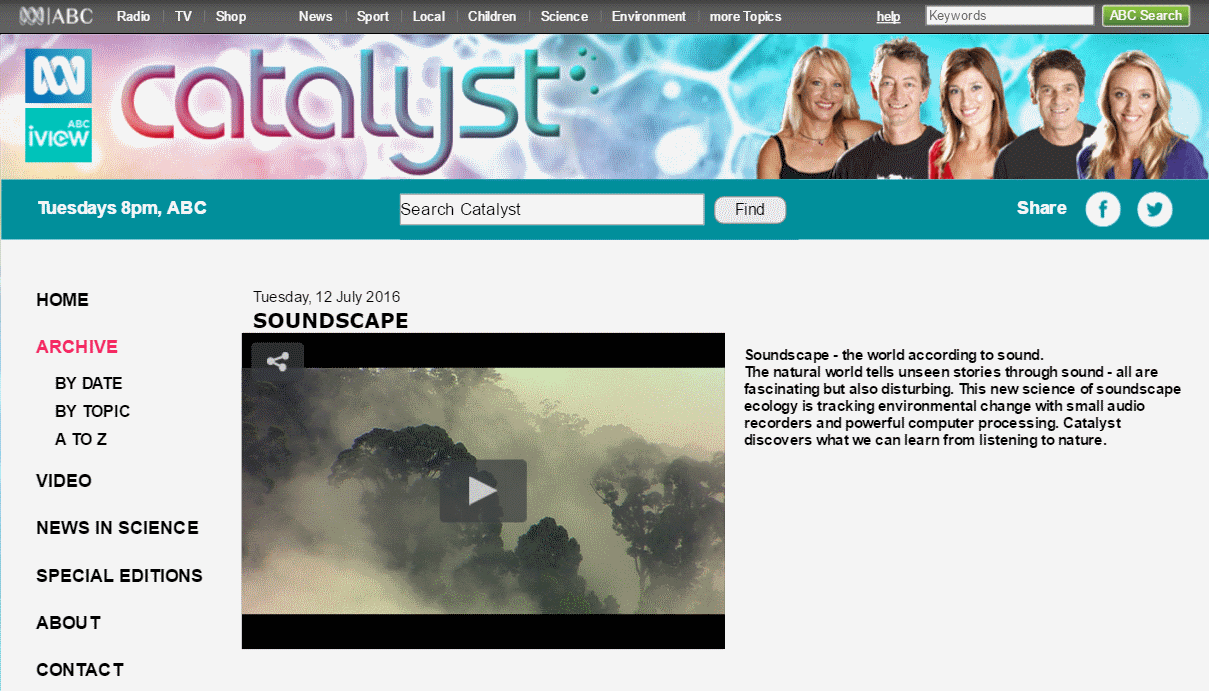 ABC Radio TV Shop News Sport Local Children Science Environment more Topics help Keywords ABC Search
catalyst
ABC
iview
Tuesdays 8pm, ABC Search Catalyst Find Share
HOME
ARCHIVE
BY DATE
BY TOPIC
A TO Z
VIDEO
NEWS IN SCIENCE
SPECIAL EDITIONS
ABOUT
CONTACT
Tuesday, 12 July 2016
SOUNDSCAPE
Soundscape - the world according to sound.
The natural world tells unseen stories through sound - all are
fascinating but also disturbing. This new science of soundscape
ecology is tracking environmental change with small audio
recorders and powerful computer processing. Catalyst
discovers what we can learn from listening to nature.